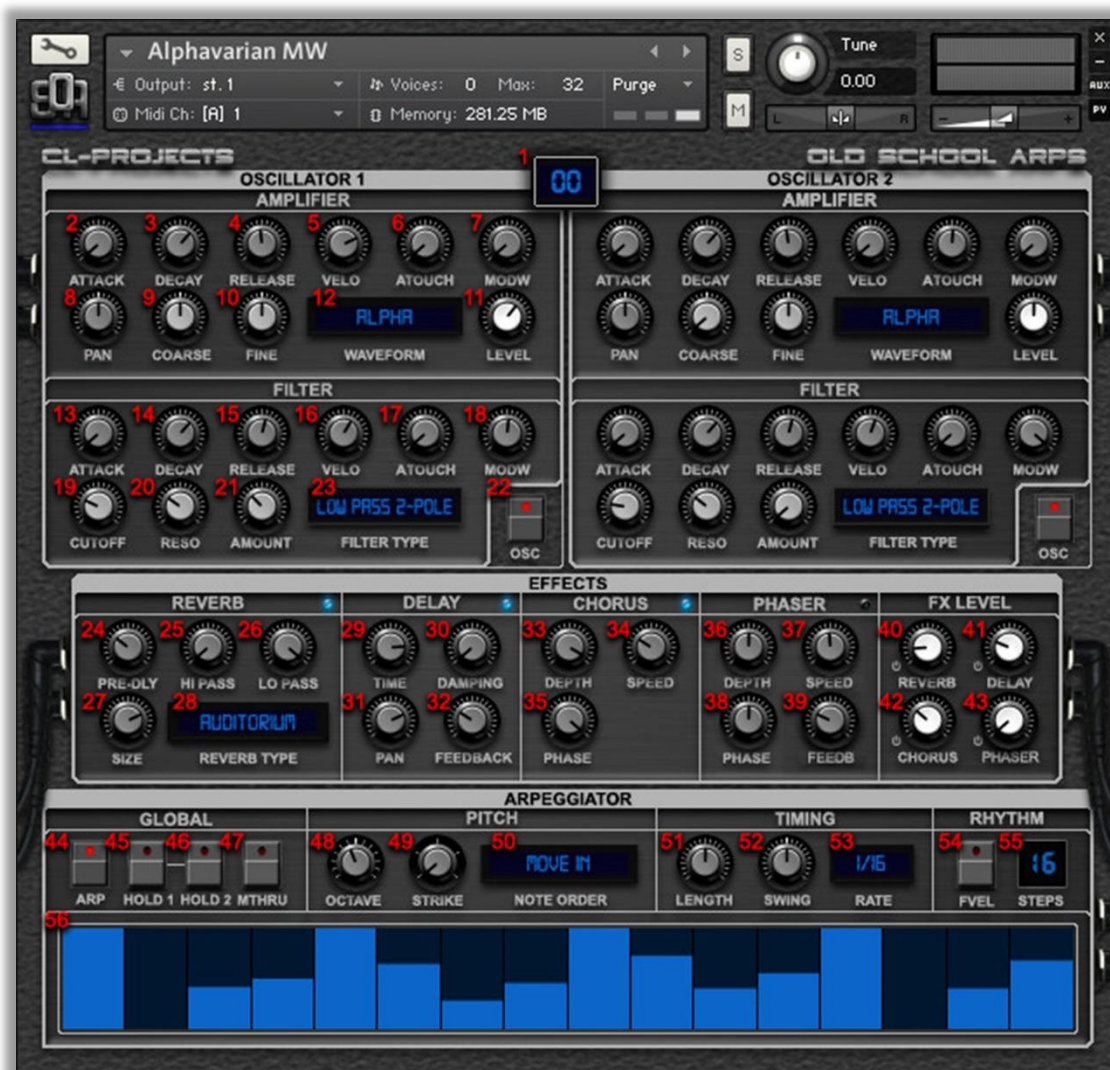 Alphavarian MW
S
Tune
0.00
X
–
AUX
PV
Output: st.1
Voices: 0 Max: 32
Purge
Midi Ch: [A] 1
Memory: 281.25 MB
M
L R
- +
CL-PROJECTS
1
OLD SCHOOL ARPS
OSCILLATOR 1
00
OSCILLATOR 2
AMPLIFIER
AMPLIFIER
2 3 4 5 6 7
ATTACK DECAY RELEASE VELO ATOUCH MODW
ATTACK DECAY RELEASE VELO ATOUCH MODW
8 9 10 12 ALPHA 11
ALPHA
PAN COARSE FINE WAVEFORM LEVEL
PAN COARSE FINE WAVEFORM LEVEL
FILTER
FILTER
13 14 15 16 17 18
ATTACK DECAY RELEASE VELO ATOUCH MODW
ATTACK DECAY RELEASE VELO ATOUCH MODW
19 20 21 23 LOW PASS 2-POLE 22
LOW PASS 2-POLE
CUTOFF RESO AMOUNT FILTER TYPE OSC
CUTOFF RESO AMOUNT FILTER TYPE OSC
EFFECTS
REVERB DELAY CHORUS PHASER FX LEVEL
24 25 26 29 30 33 34 36 37 40 41
PRE-DLY HI PASS LO PASS TIME DAMPING DEPTH SPEED DEPTH SPEED REVERB DELAY
27 28 AUDITORIUM 31 32 35 38 39 42 43
SIZE REVERB TYPE PAN FEEDBACK PHASE PHASE FEEDB CHORUS PHASER
ARPEGGIATOR
GLOBAL PITCH TIMING RHYTHM
44 45 46 47 48 49 50 MOVE IN 51 52 53 1/16 54 55 16
ARP HOLD 1 HOLD 2 MTHRU OCTAVE STRIKE NOTE ORDER LENGTH SWING RATE FVEL STEPS
56